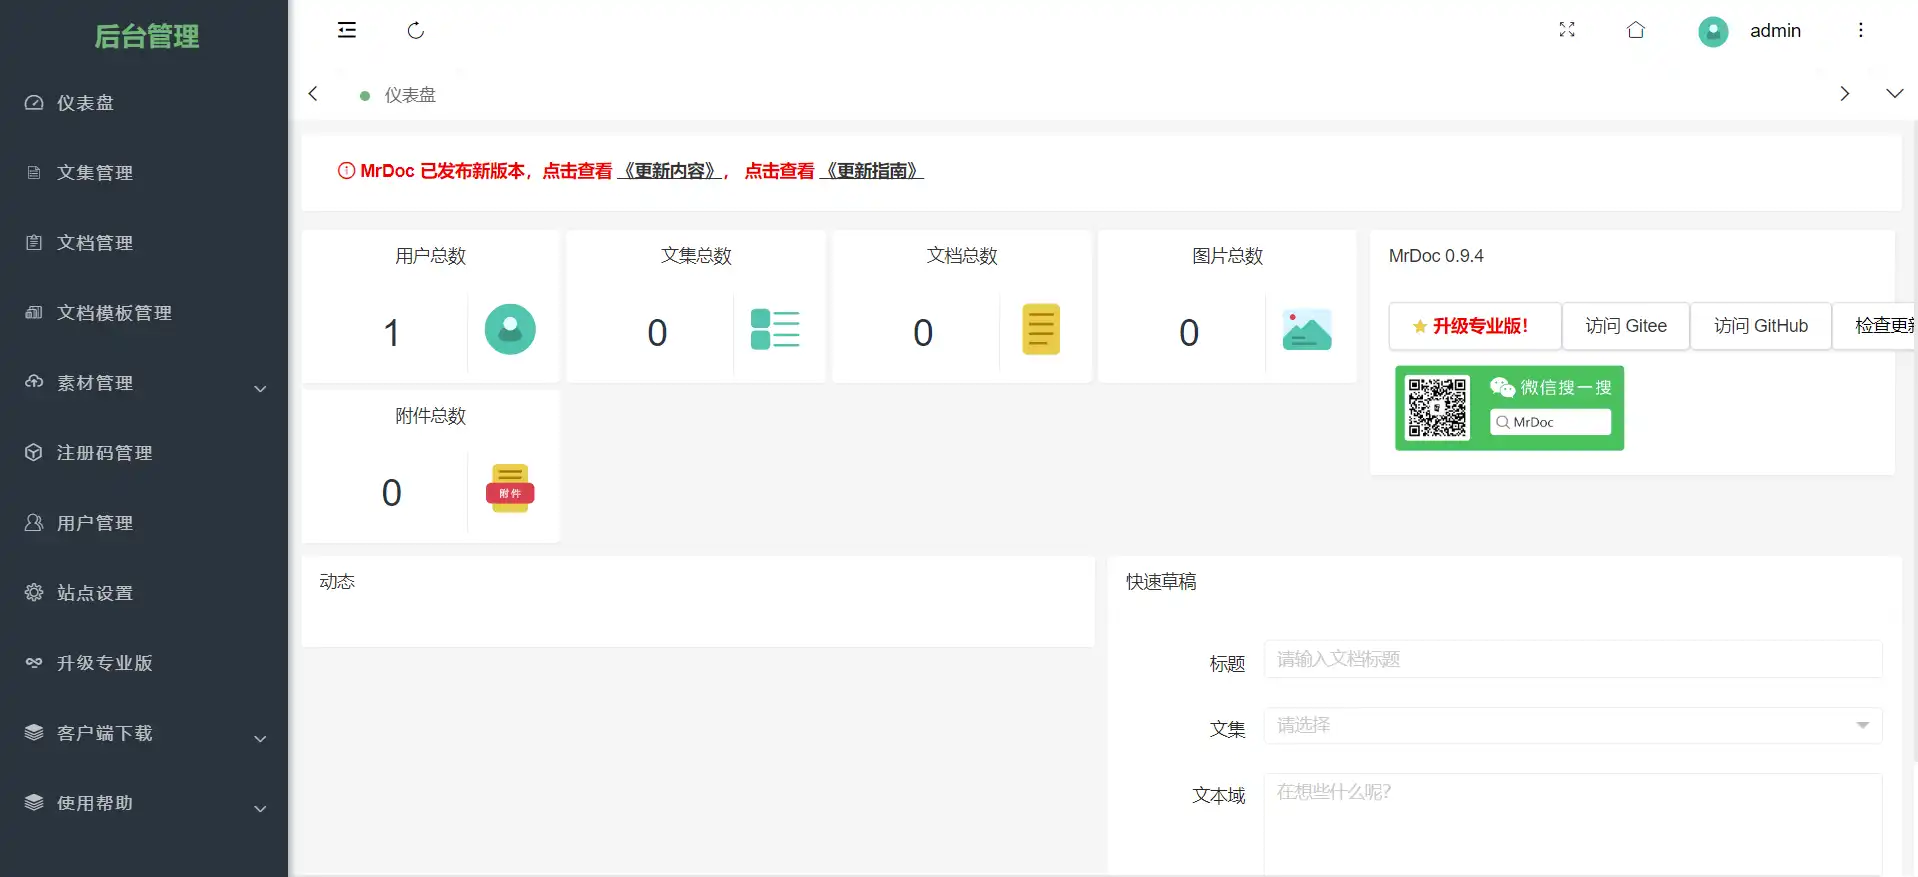 后台管理
admin
仪表盘
仪表盘
文集管理
文档管理
文档模板管理
素材管理
注册码管理
用户管理
站点设置
升级专业版
客户端下载
使用帮助
MrDoc 已发布新版本，点击查看 《更新内容》， 点击查看 《更新指南》
用户总数
1
文集总数
0
文档总数
0
图片总数
0
附件总数
0
附件
MrDoc 0.9.4
升级专业版！
访问 Gitee
访问 GitHub
检查更新
微信搜一搜
MrDoc
动态
快速草稿
标题
请输入文档标题
文集
请选择
文本域
在想些什么呢?